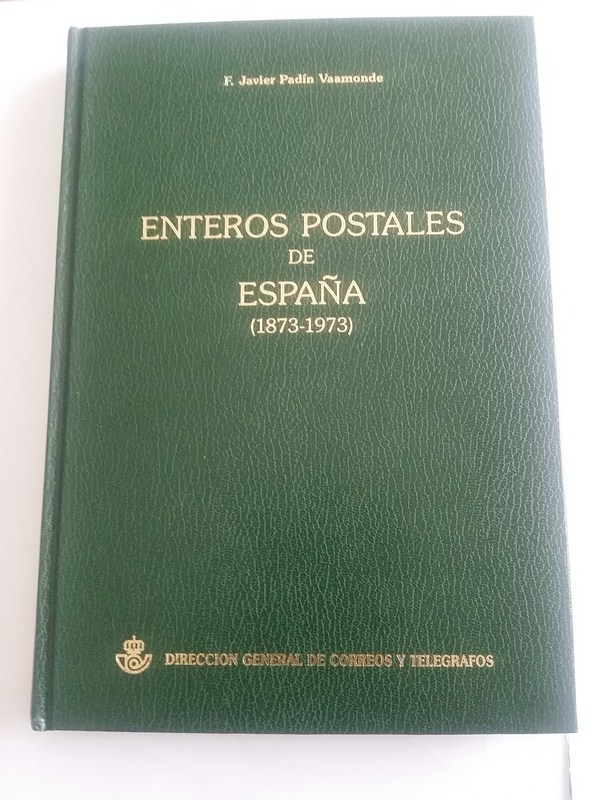 F. Javier Padín Vaamonde
ENTEROS POSTALES
DE
ESPAÑA
(1873-1973)
DIRECCION GENERAL DE CORREOS Y TELEGRAFOS